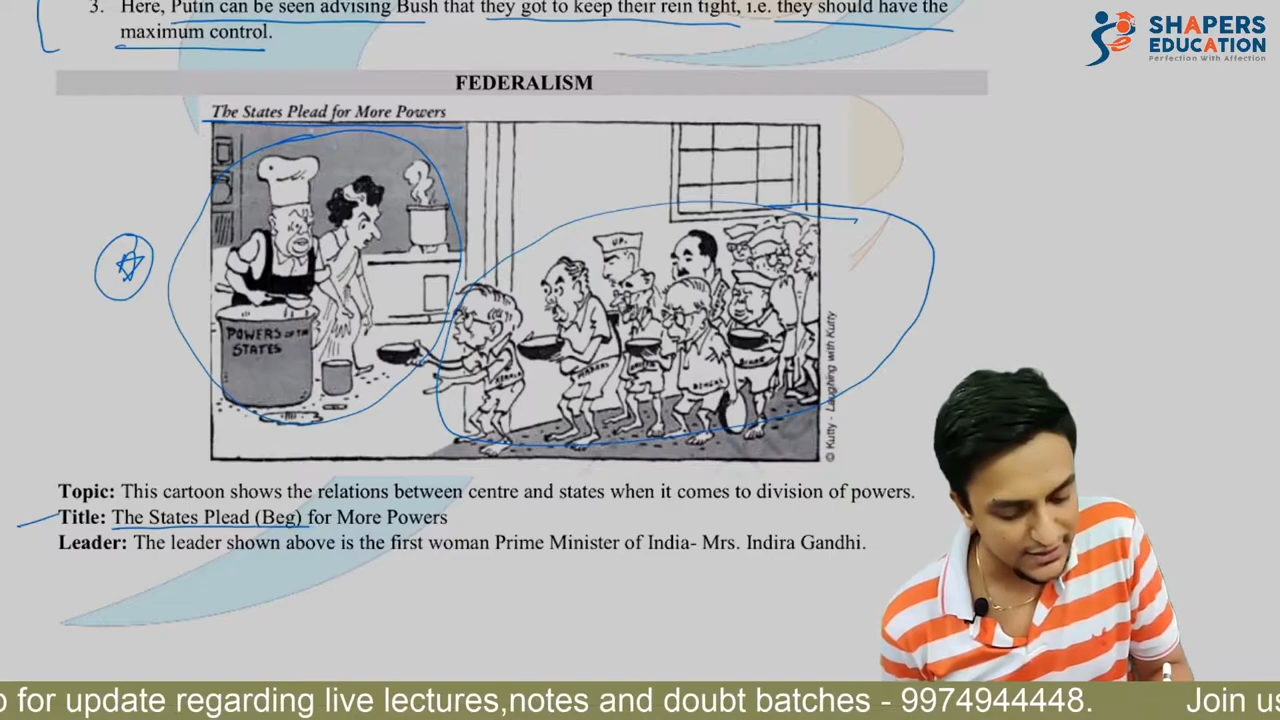 3. Here, Putin can be seen advising Bush that they got to keep their rein tight, i.e. they should have the
maximum control.
SHAPERS
EDUCATION
Perfection With Affection
FEDERALISM
The States Plead for More Powers
U.P.
POWERS OF THE
STATES
KERALA
BENGAL
BIHAR
© Kutty - Laughing with Kutty
Topic: This cartoon shows the relations between centre and states when it comes to division of powers.
Title: The States Plead (Beg) for More Powers
Leader: The leader shown above is the first woman Prime Minister of India- Mrs. Indira Gandhi.
for update regarding live lectures,notes and doubt batches - 9974944448. Join us